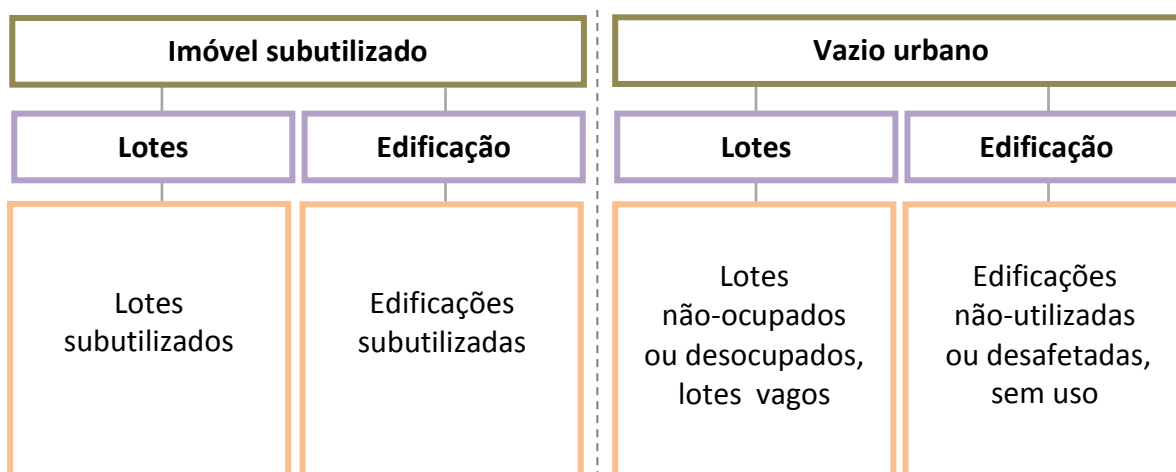 Imóvel subutilizado
Vazio urbano
Lotes
Edificação
Lotes
Edificação
Lotes
subutilizados
Edificações
subutilizadas
Lotes
não-ocupados
ou desocupados,
lotes vagos
Edificações
não-utilizadas
ou desafetadas,
sem uso